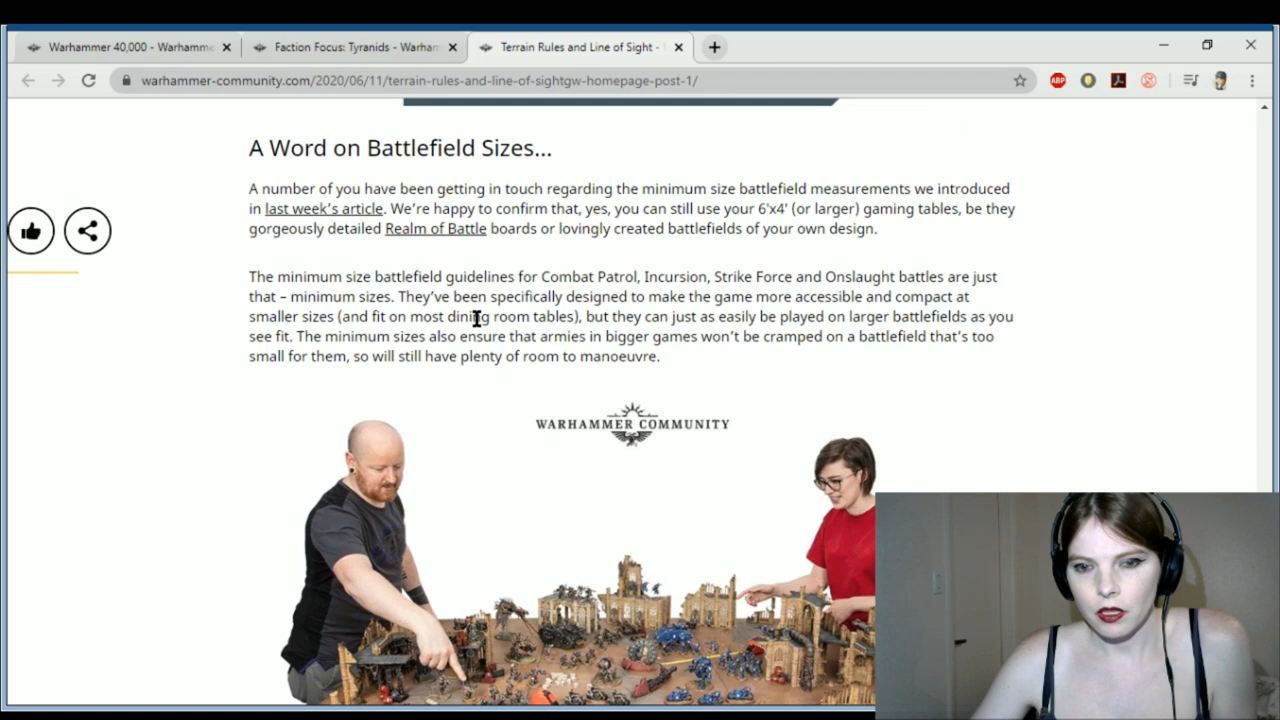 Warhammer 40,000 - Warhamme
Faction Focus: Tyranids - Warham
Terrain Rules and Line of Sight -
warhammer-community.com/2020/06/11/terrain-rules-and-line-of-sightgw-homepage-post-1/
ABP
A Word on Battlefield Sizes...
A number of you have been getting in touch regarding the minimum size battlefield measurements we introduced
in last week's article. We're happy to confirm that, yes, you can still use your 6'x4' (or larger) gaming tables, be they
gorgeously detailed Realm of Battle boards or lovingly created battlefields of your own design.
The minimum size battlefield guidelines for Combat Patrol, Incursion, Strike Force and Onslaught battles are just
that – minimum sizes. They've been specifically designed to make the game more accessible and compact at
smaller sizes (and fit on most dining room tables), but they can just as easily be played on larger battlefields as you
see fit. The minimum sizes also ensure that armies in bigger games won't be cramped on a battlefield that's too
small for them, so will still have plenty of room to manoeuvre.
WARHAMMER COMMUNITY